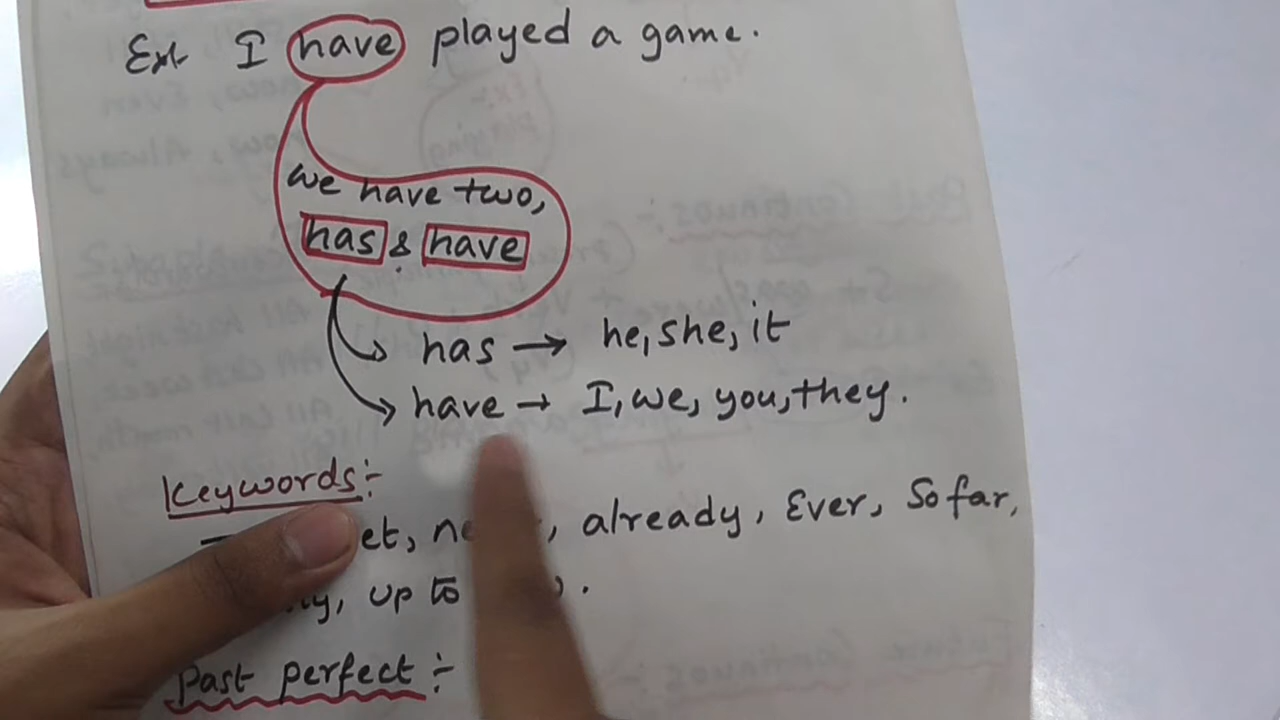 Ex:- I have played a game.
we have two,
has & have
has → he, she, it
have → I, we, you, they.
Keywords:-
already, Ever, So far,
up to
Past perfect:-